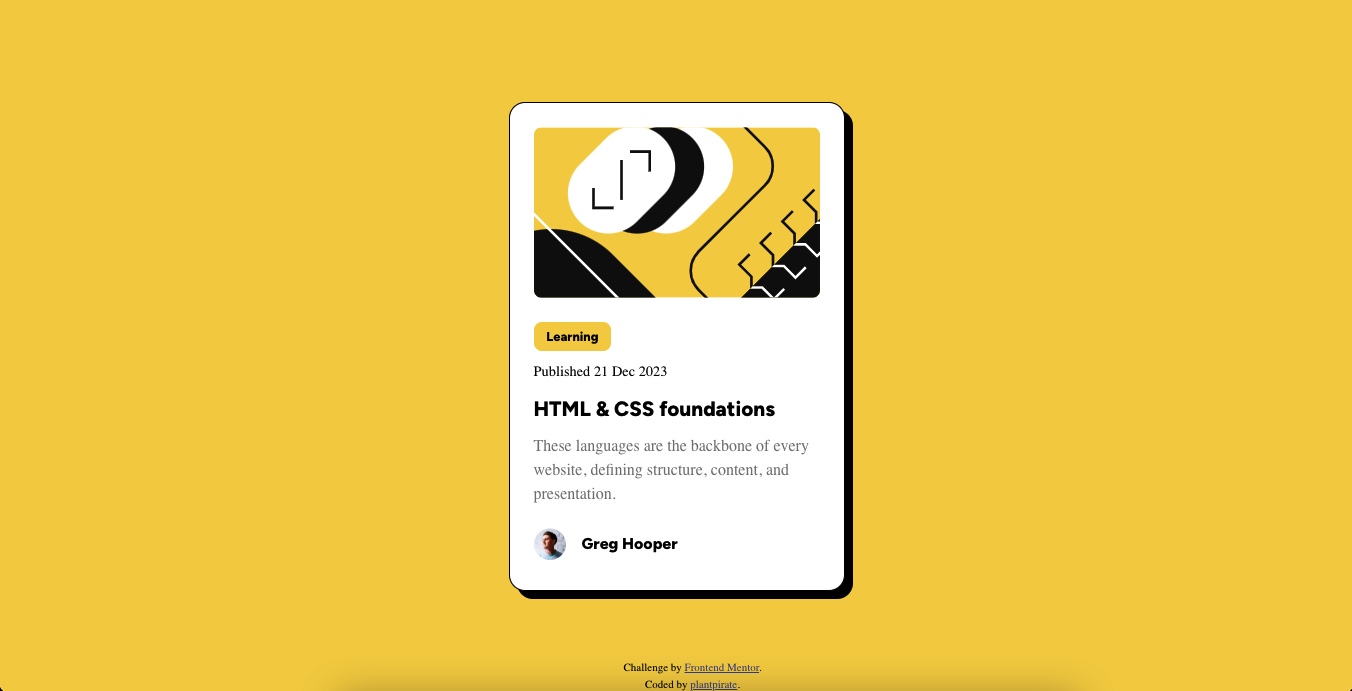 Learning
Published 21 Dec 2023
HTML & CSS foundations
These languages are the backbone of every
website, defining structure, content, and
presentation.
Greg Hooper
Challenge by Frontend Mentor.
Coded by plantpirate.